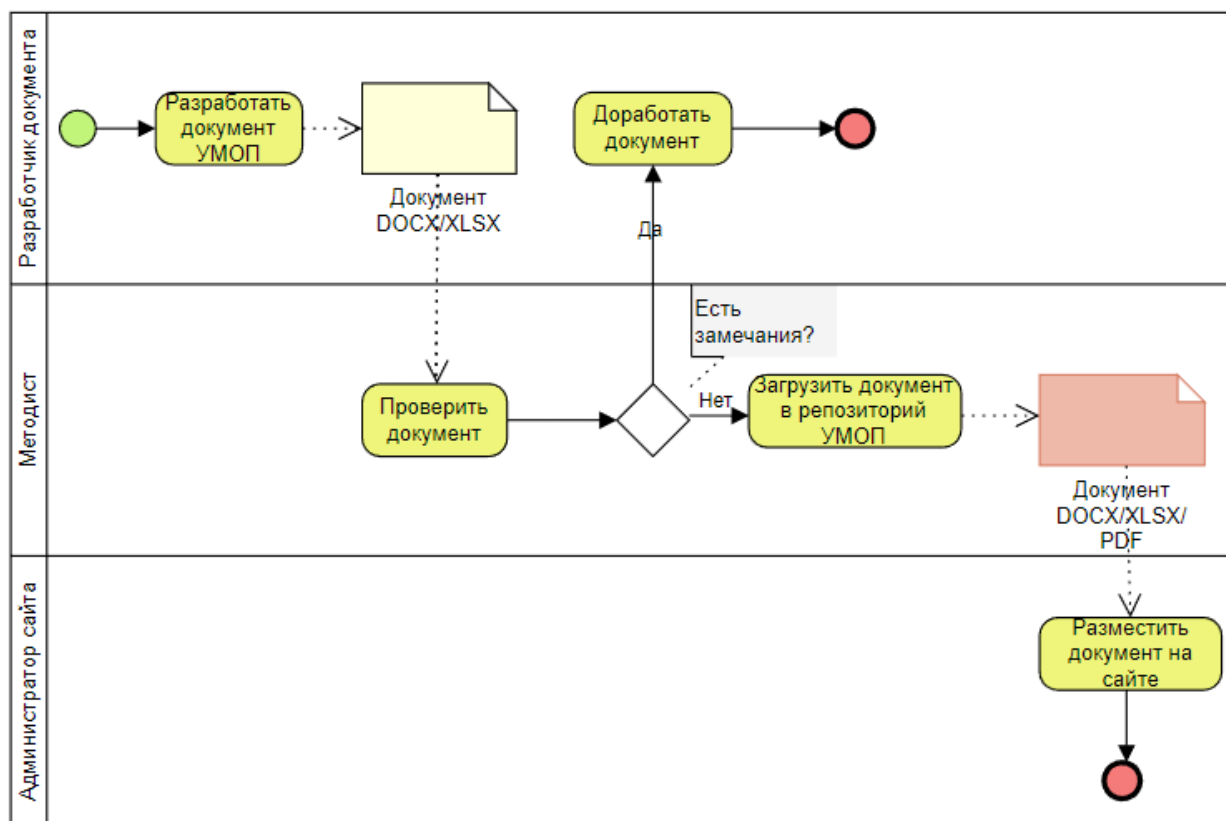 Разработчик документа
Разработать
документ
УМОП
Документ
DOCX/XLSX
Доработать
документ
Да
Методист
Проверить
документ
Есть
замечания?
Нет
Загрузить документ
в репозиторий
УМОП
Документ
DOCX/XLSX/
PDF
Администратор сайта
Разместить
документ на
сайте